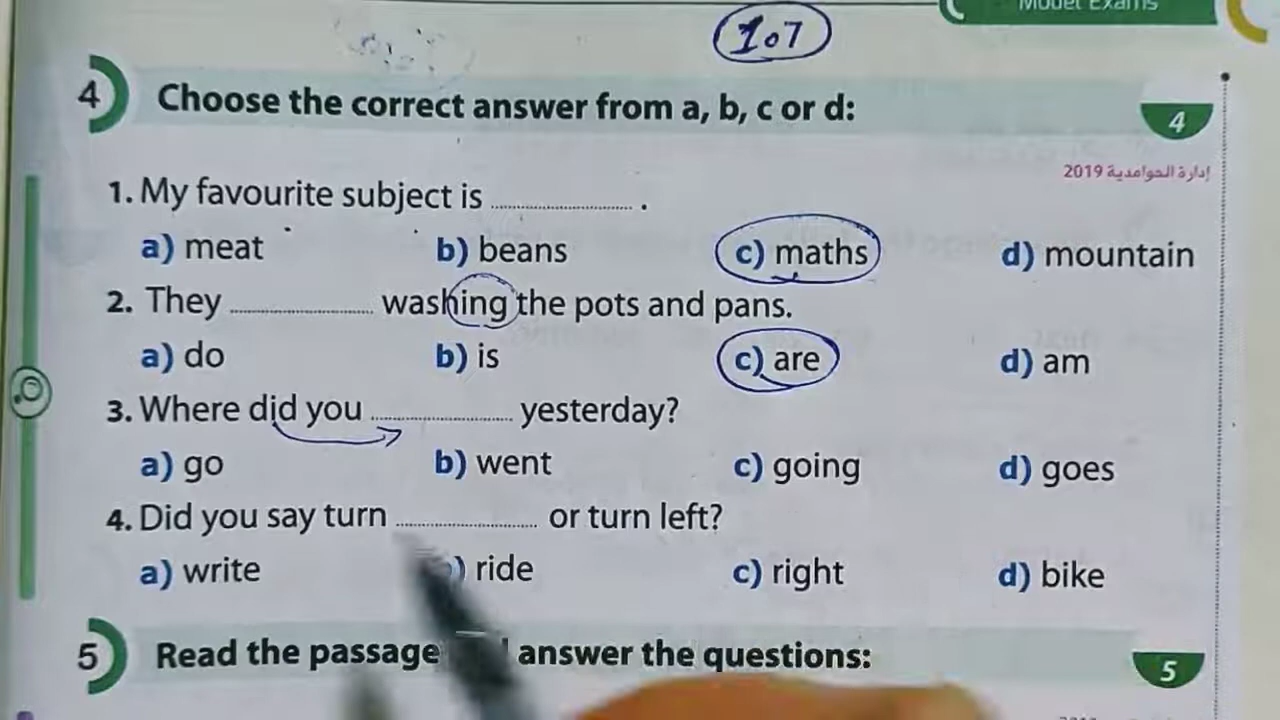 Model Exams
107
4 Choose the correct answer from a, b, c or d:
4
إدارة الحوامدية 2019
1. My favourite subject is .................... .
a) meat b) beans c) maths d) mountain
2. They .................... washing the pots and pans.
a) do b) is c) are d) am
3. Where did you .................... yesterday?
a) go b) went c) going d) goes
4. Did you say turn .................... or turn left?
a) write ) ride c) right d) bike
5 Read the passage answer the questions:
5